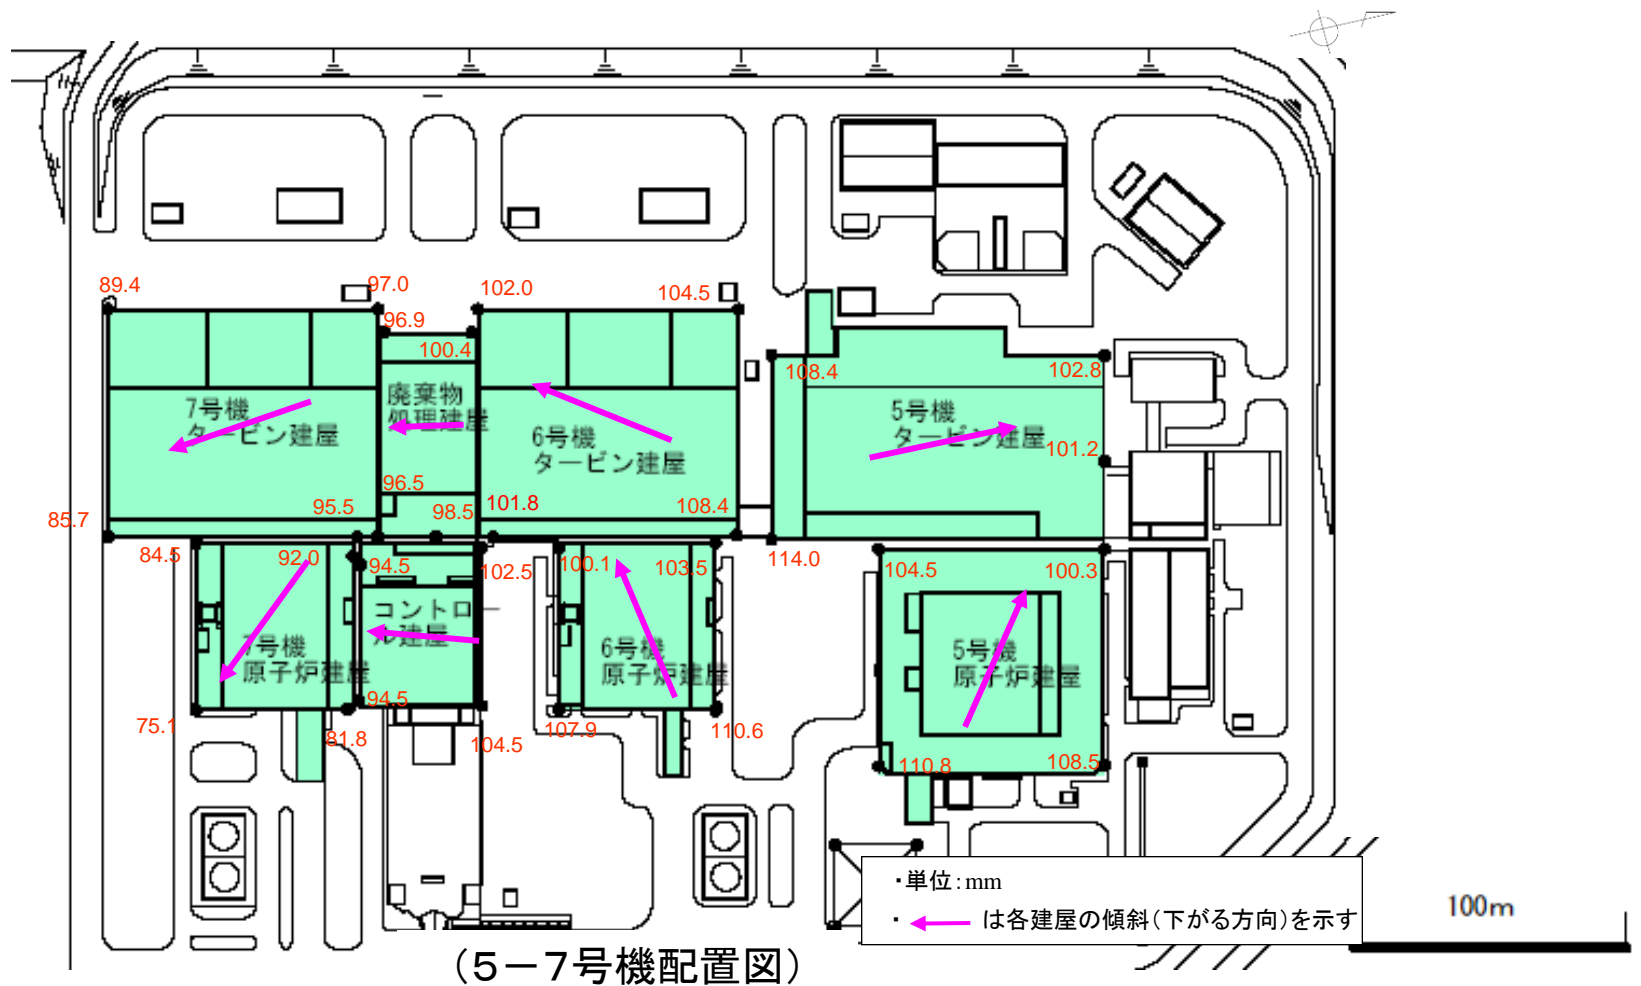 89.4
97.0
102.0
104.5
96.9
100.4
108.4
102.8
7号機
タービン建屋
廃棄物
処理建屋
6号機
タービン建屋
5号機
タービン建屋
101.2
96.5
95.5
98.5
101.8
108.4
85.7
84.5
92.0
94.5
102.5
100.1
103.5
114.0
104.5
100.3
コントロ
ール建屋
7号機
原子炉建屋
6号機
原子炉建屋
5号機
原子炉建屋
94.5
75.1
81.8
104.5
107.9
110.6
110.8
108.5
・単位:mm
・ は各建屋の傾斜(下がる方向)を示す
100m
(5－7号機配置図)